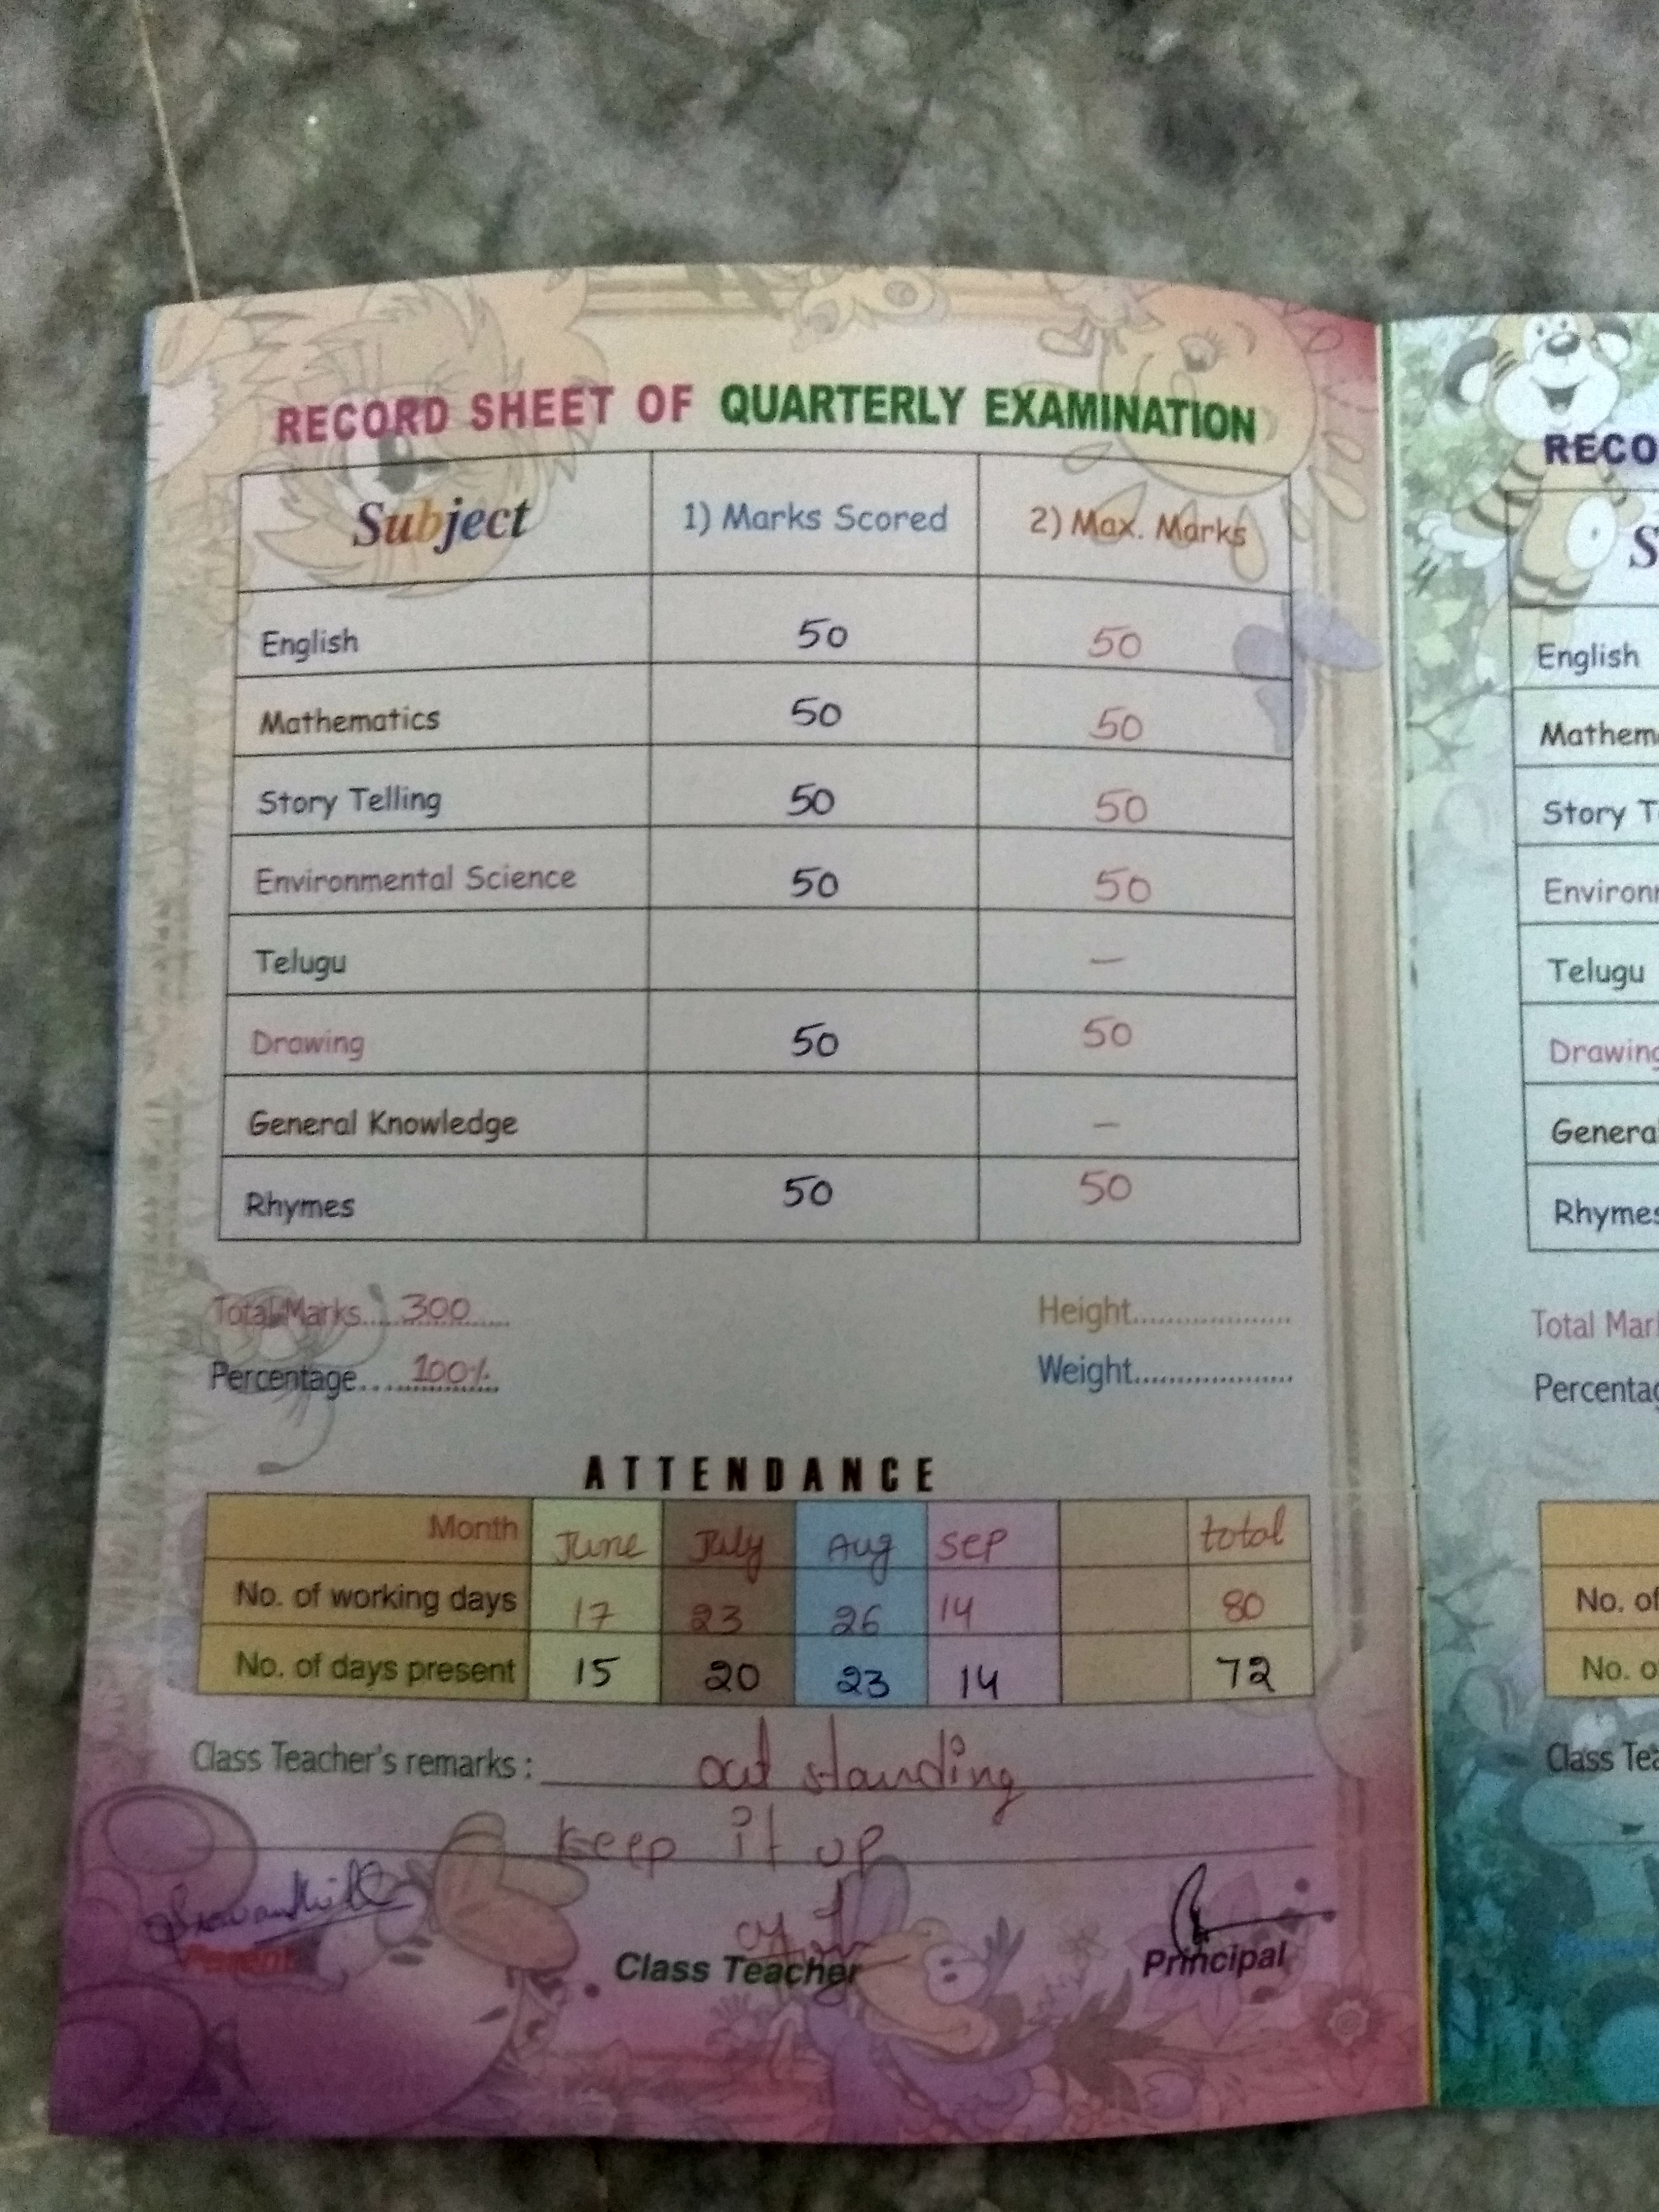 RECORD SHEET OF QUARTERLY EXAMINATION
Subject 1) Marks Scored 2) Max. Marks
English 50 50
Mathematics 50 50
Story Telling 50 50
Environmental Science 50 50
Telugu —
Drawing 50 50
General Knowledge —
Rhymes 50 50
Total Marks....300......
Height....................
Percentage....100%.
Weight....................
ATTENDANCE
Month June July Aug Sep total
No. of working days 17 23 26 14 80
No. of days present 15 20 23 14 72
Class Teacher's remarks : out standing
keep it up
Parent Class Teacher Principal
RECO
S
English
Mathem
Story T
Environ
Telugu
Drawing
General
Rhymes
Total Mar
Percentag
No. of
No. o
Class Tea